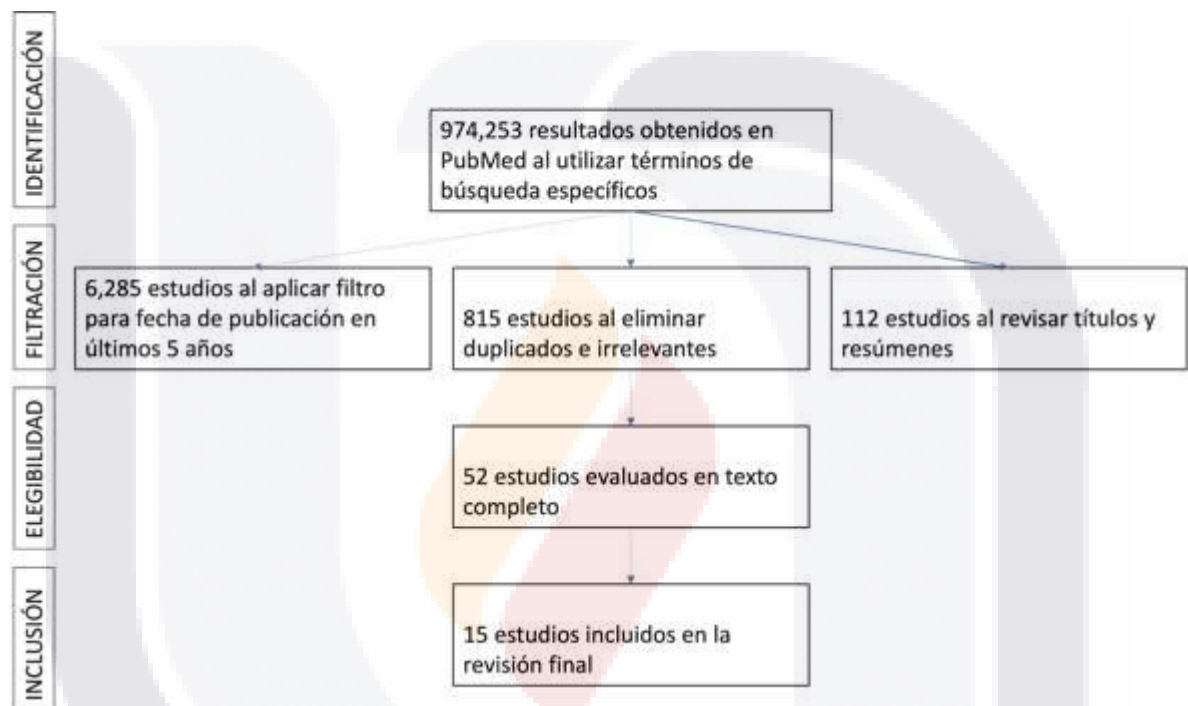 IDENTIFICACIÓN
974,253 resultados obtenidos en
PubMed al utilizar términos de
búsqueda específicos
FILTRACIÓN
6,285 estudios al aplicar filtro
para fecha de publicación en
últimos 5 años
815 estudios al eliminar
duplicados e irrelevantes
112 estudios al revisar títulos y
resúmenes
ELEGIBILIDAD
52 estudios evaluados en texto
completo
INCLUSIÓN
15 estudios incluidos en la
revisión final